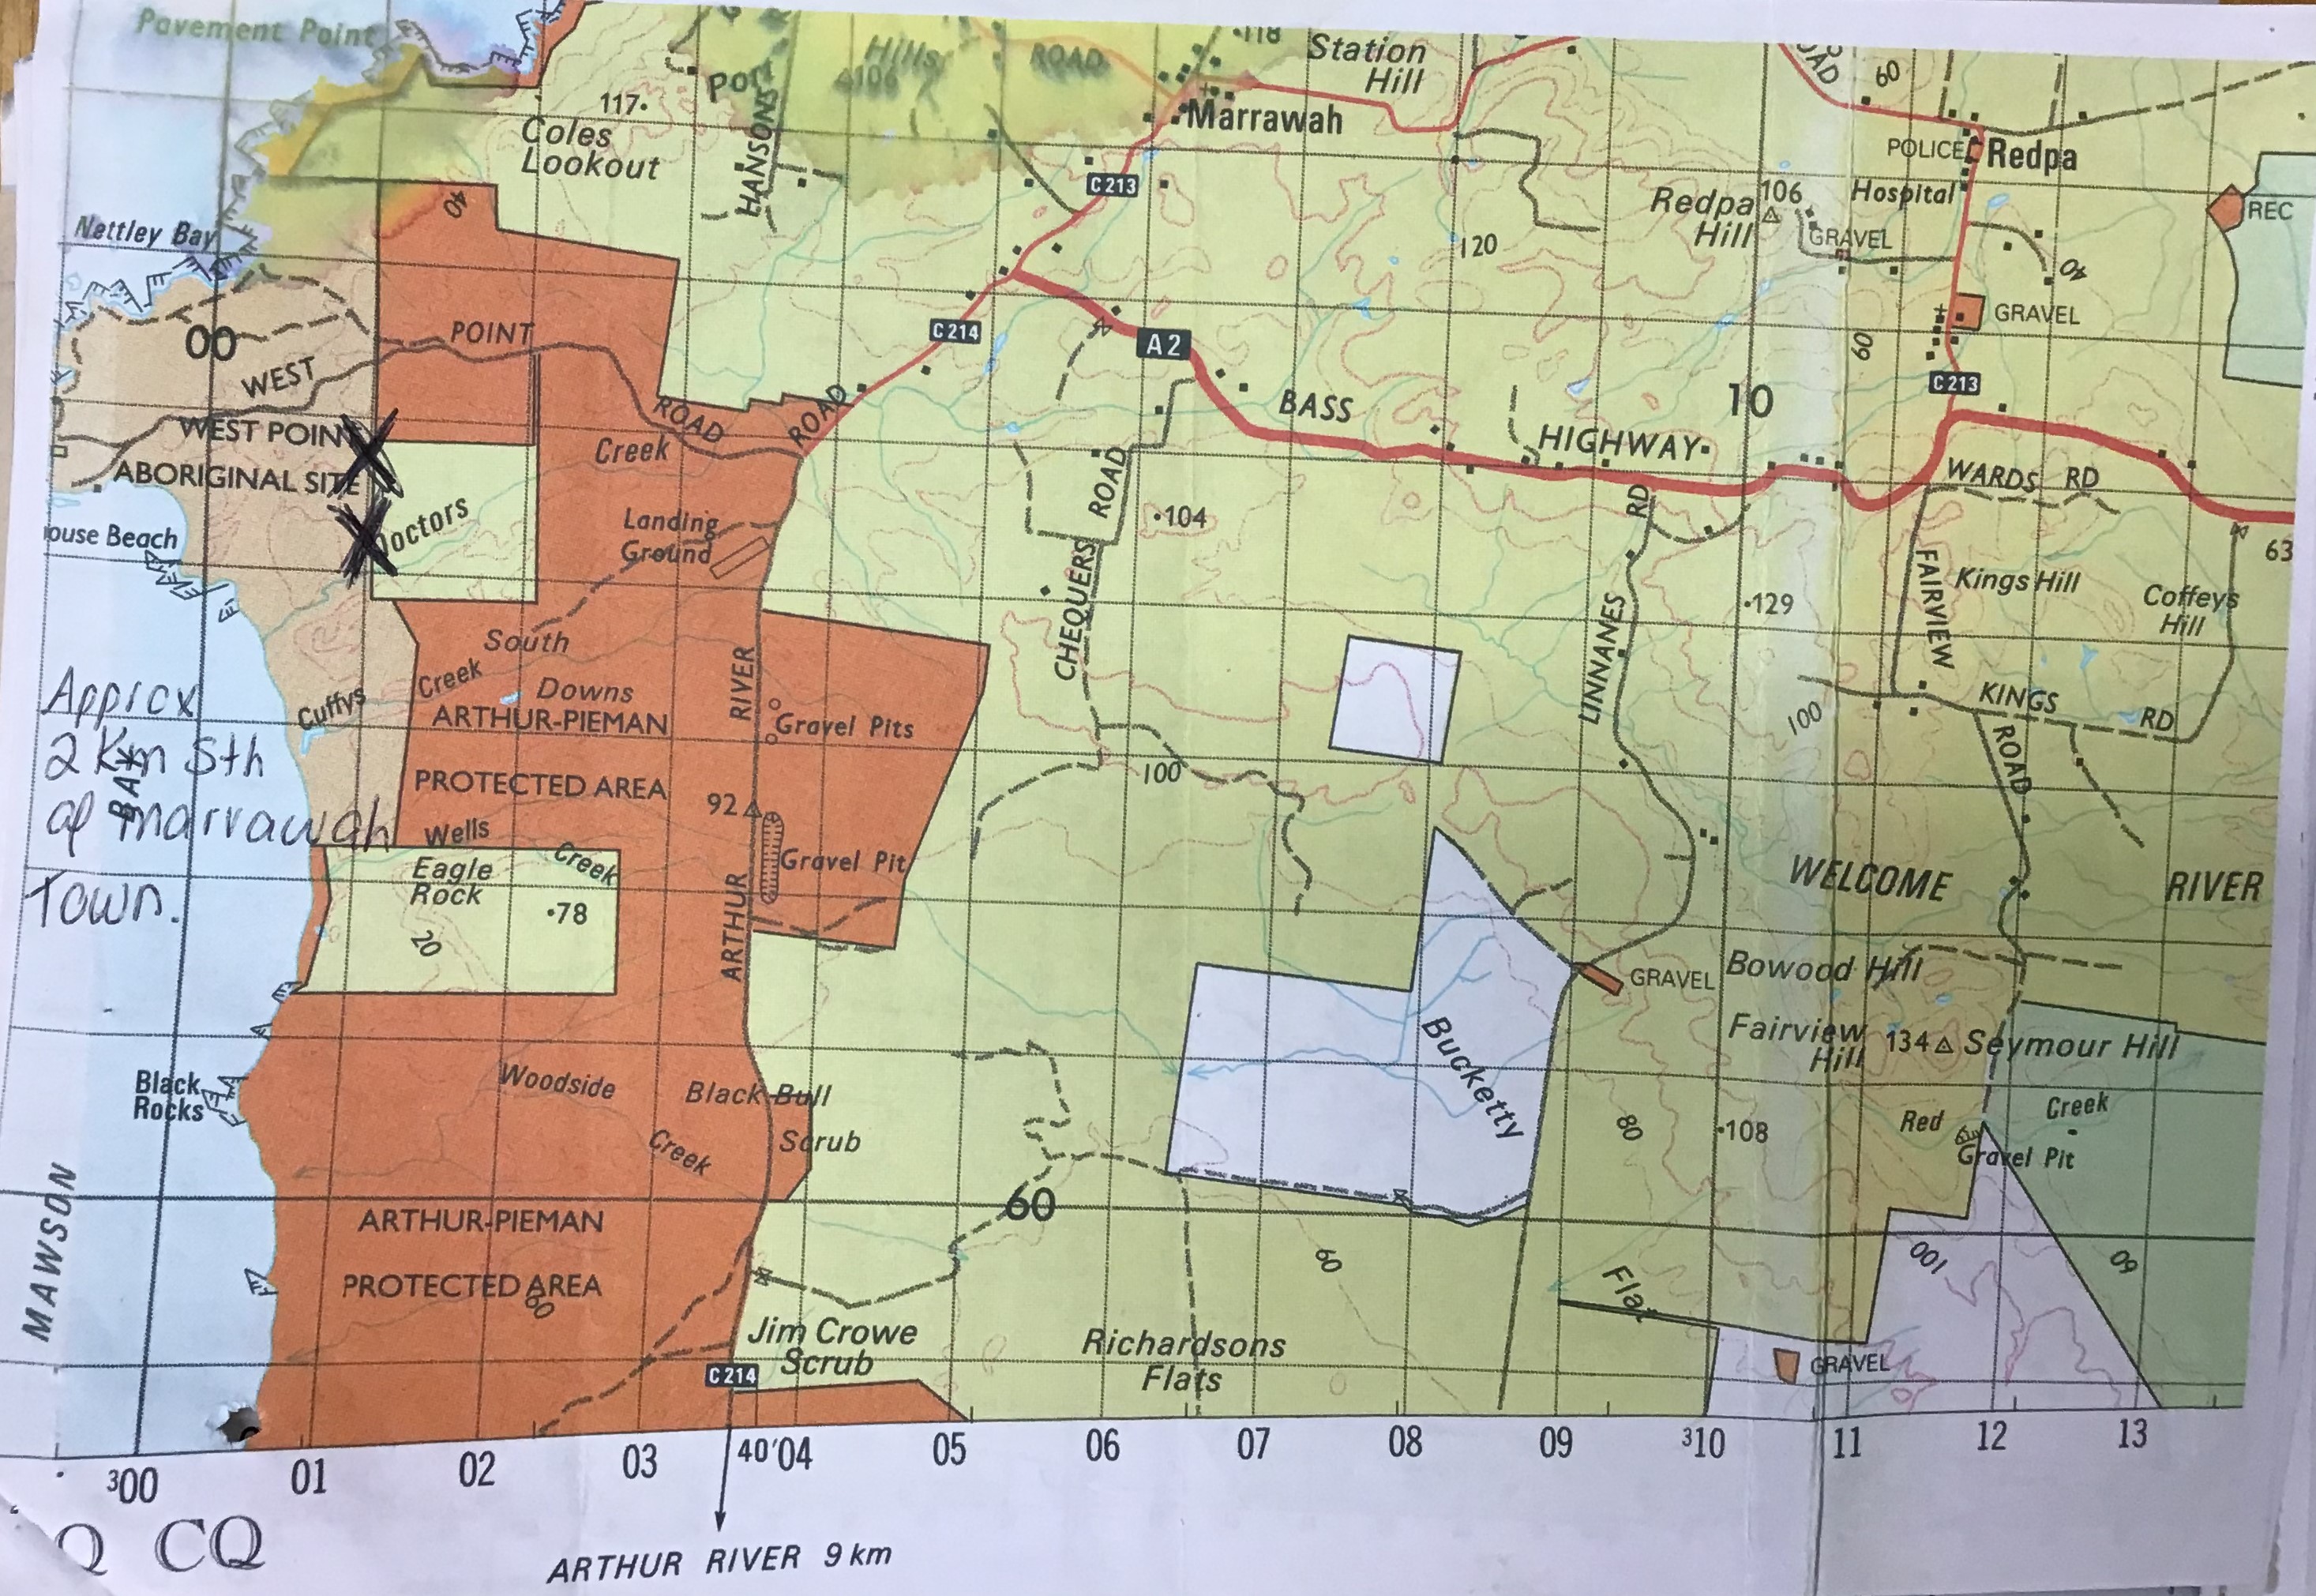 Pavement Point
118
Station
Hill
ROAD
60
Hills
ROAD
106
117
Coles
Lookout
HANSONS
Marrawah
POLICE
Redpa
C213
Redpa
Hill
106
Hospital
REC
40
Nettley Bay
GRAVEL
120
40
00
POINT
WEST
C214
A2
GRAVEL
60
C213
10
BASS
HIGHWAY
ROAD
ROAD
WEST POINT
ABORIGINAL SITE
Creek
WARDS RD
Doctors
Landing
Ground
ROAD
104
RD
63
ouse Beach
CHEQUERS
LINNANES
129
FAIRVIEW
Kings Hill
Coffeys
Hill
South
Creek
Downs
RIVER
Cuffys
ARTHUR-PIEMAN
Gravel Pits
100
KINGS
RD
ROAD
Approx
2 Km Sth
of Marrawah
Town.
BAY
PROTECTED AREA
92
100
Wells
Creek
Eagle
Rock
78
20
Gravel Pit
ARTHUR
WELCOME RIVER
GRAVEL
Bowood Hill
Bucketty
Fairview
Hill
134
Seymour Hill
Black
Rocks
Woodside
Creek
Black Bull
Scrub
80
108
Red
Creek
Gravel Pit
MAWSON
60
ARTHUR-PIEMAN
PROTECTED AREA
60
60
100
60
Flat
Jim Crowe
Scrub
Richardsons
Flats
C214
GRAVEL
³00 01 02 03 40' 04 05 06 07 08 09 ³10 11 12 13
Q CQ
ARTHUR RIVER 9 km